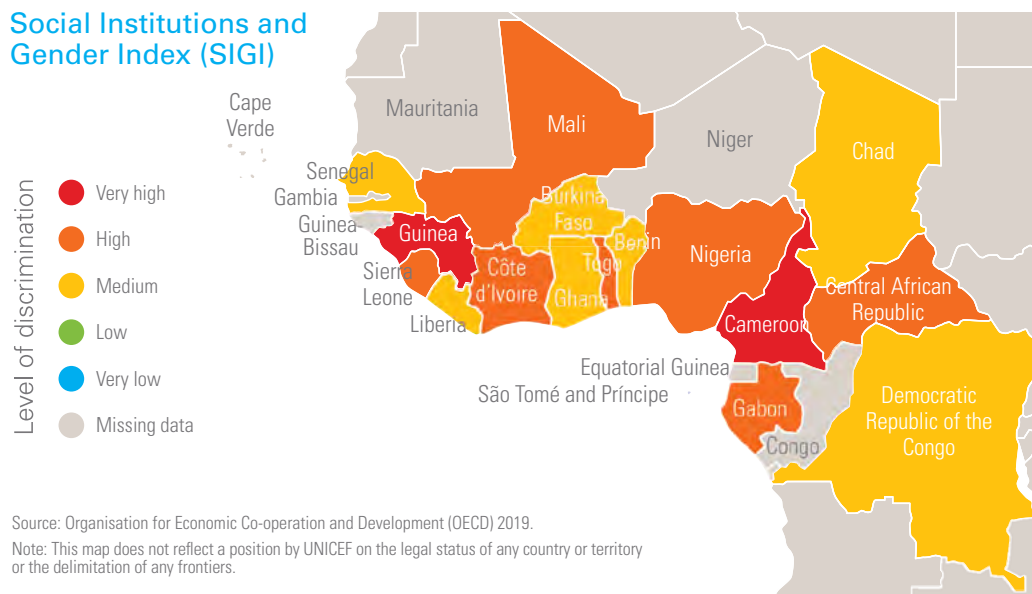 Social Institutions and
Gender Index (SIGI)
Cape
Verde
Mauritania
Mali
Niger
Chad
Senegal
Gambia
Guinea
Bissau
Guinea
Burkina
Faso
Benin
Nigeria
Sierra
Leone
Côte
d'Ivoire
Ghana
Togo
Liberia
Central African
Republic
Cameroon
Equatorial Guinea
São Tomé and Príncipe
Gabon
Congo
Democratic
Republic of the
Congo
Level of discrimination
Very high
High
Medium
Low
Very low
Missing data
Source: Organisation for Economic Co-operation and Development (OECD) 2019.
Note: This map does not reflect a position by UNICEF on the legal status of any country or territory
or the delimitation of any frontiers.